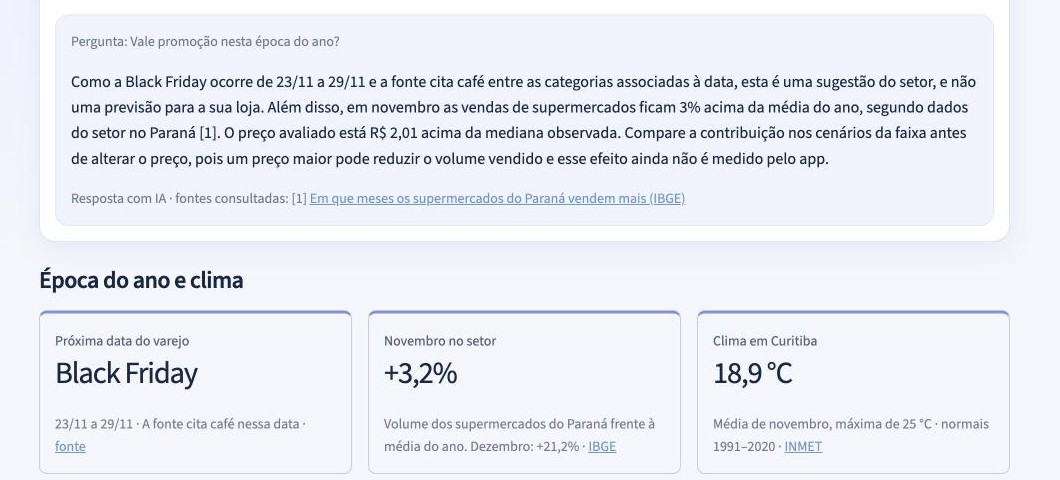 Pergunta: Vale promoção nesta época do ano?
Como a Black Friday ocorre de 23/11 a 29/11 e a fonte cita café entre as categorias associadas à data, esta é uma sugestão do setor, e não
uma previsão para a sua loja. Além disso, em novembro as vendas de supermercados ficam 3% acima da média do ano, segundo dados
do setor no Paraná [1]. O preço avaliado está R$ 2,01 acima da mediana observada. Compare a contribuição nos cenários da faixa antes
de alterar o preço, pois um preço maior pode reduzir o volume vendido e esse efeito ainda não é medido pelo app.
Resposta com IA · fontes consultadas: [1] Em que meses os supermercados do Paraná vendem mais (IBGE)
Época do ano e clima
Próxima data do varejo
Black Friday
23/11 a 29/11 · A fonte cita café nessa data ·
fonte
Novembro no setor
+3,2%
Volume dos supermercados do Paraná frente à
média do ano. Dezembro: +21,2% · IBGE
Clima em Curitiba
18,9 °C
Média de novembro, máxima de 25 °C · normais
1991–2020 · INMET